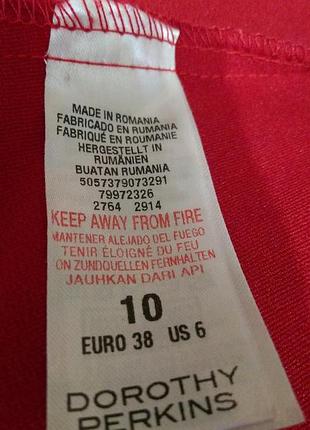 MADE IN ROMANIA
FABRICADO EN RUMANIA
FABRIQUÉ EN ROUMANIE
HERGESTELLT IN
RUMÄNIEN
BUATAN RUMANIA
5057379073291
79972326
2764 2914
KEEP AWAY FROM FIRE
MANTENER ALEJADO DEL FUEGO
TENIR ÉLOIGNÉ DU FEU
ON ZUNDQUELLEN FERNHALTEN
JAUHKAN DARI API
10
EURO 38 US 6
DOROTHY
PERKINS